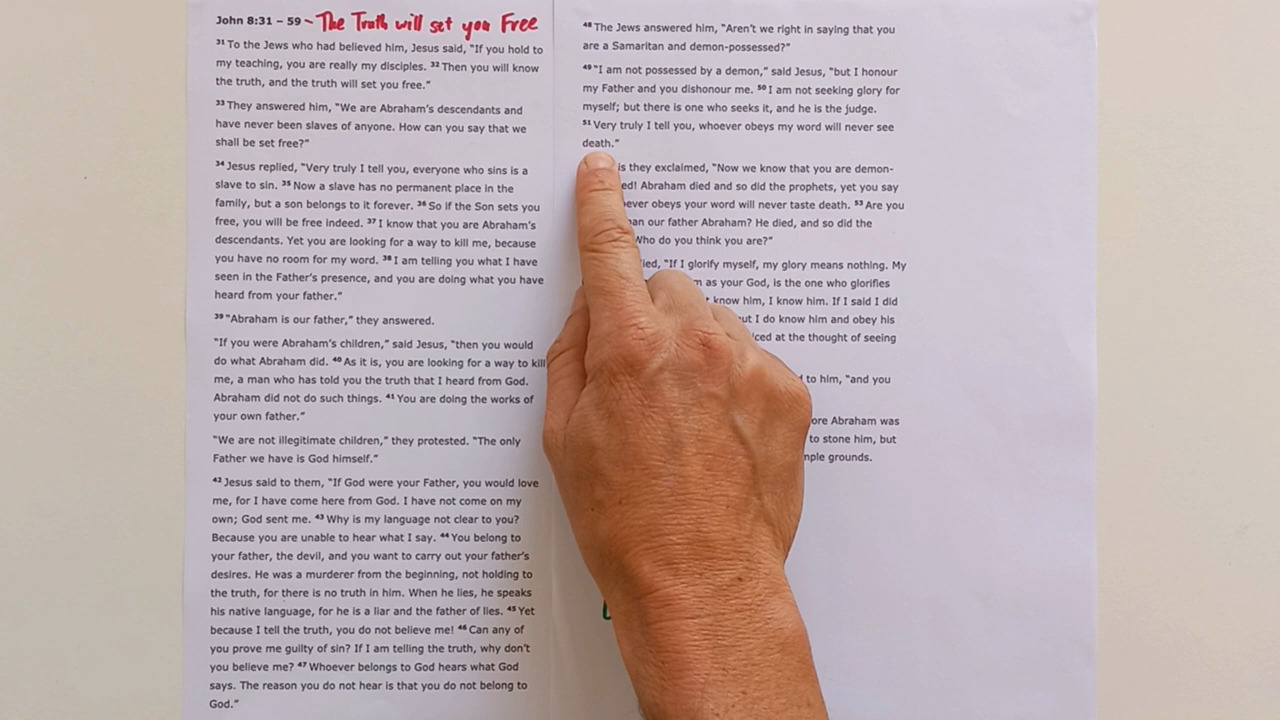 John 8:31 – 59 ~ The Truth will set you Free
³¹ To the Jews who had believed him, Jesus said, “If you hold to
my teaching, you are really my disciples. ³² Then you will know
the truth, and the truth will set you free.”
³³ They answered him, “We are Abraham’s descendants and
have never been slaves of anyone. How can you say that we
shall be set free?”
³⁴ Jesus replied, “Very truly I tell you, everyone who sins is a
slave to sin. ³⁵ Now a slave has no permanent place in the
family, but a son belongs to it forever. ³⁶ So if the Son sets you
free, you will be free indeed. ³⁷ I know that you are Abraham’s
descendants. Yet you are looking for a way to kill me, because
you have no room for my word. ³⁸ I am telling you what I have
seen in the Father’s presence, and you are doing what you have
heard from your father.”
³⁹ “Abraham is our father,” they answered.
“If you were Abraham’s children,” said Jesus, “then you would
do what Abraham did. ⁴⁰ As it is, you are looking for a way to kill
me, a man who has told you the truth that I heard from God.
Abraham did not do such things. ⁴¹ You are doing the works of
your own father.”
“We are not illegitimate children,” they protested. “The only
Father we have is God himself.”
⁴² Jesus said to them, “If God were your Father, you would love
me, for I have come here from God. I have not come on my
own; God sent me. ⁴³ Why is my language not clear to you?
Because you are unable to hear what I say. ⁴⁴ You belong to
your father, the devil, and you want to carry out your father’s
desires. He was a murderer from the beginning, not holding to
the truth, for there is no truth in him. When he lies, he speaks
his native language, for he is a liar and the father of lies. ⁴⁵ Yet
because I tell the truth, you do not believe me! ⁴⁶ Can any of
you prove me guilty of sin? If I am telling the truth, why don’t
you believe me? ⁴⁷ Whoever belongs to God hears what God
says. The reason you do not hear is that you do not belong to
God.”
⁴⁸ The Jews answered him, “Aren’t we right in saying that you
are a Samaritan and demon-possessed?”
⁴⁹ “I am not possessed by a demon,” said Jesus, “but I honour
my Father and you dishonour me. ⁵⁰ I am not seeking glory for
myself; but there is one who seeks it, and he is the judge.
⁵¹ Very truly I tell you, whoever obeys my word will never see
death.”
they exclaimed, “Now we know that you are demon-
Abraham died and so did the prophets, yet you say
obeys your word will never taste death. ⁵³ Are you
our father Abraham? He died, and so did the
Who do you think you are?”
“If I glorify myself, my glory means nothing. My
as your God, is the one who glorifies
know him, I know him. If I said I did
I do know him and obey his
at the thought of seeing
to him, “and you
Abraham was
to stone him, but
grounds.